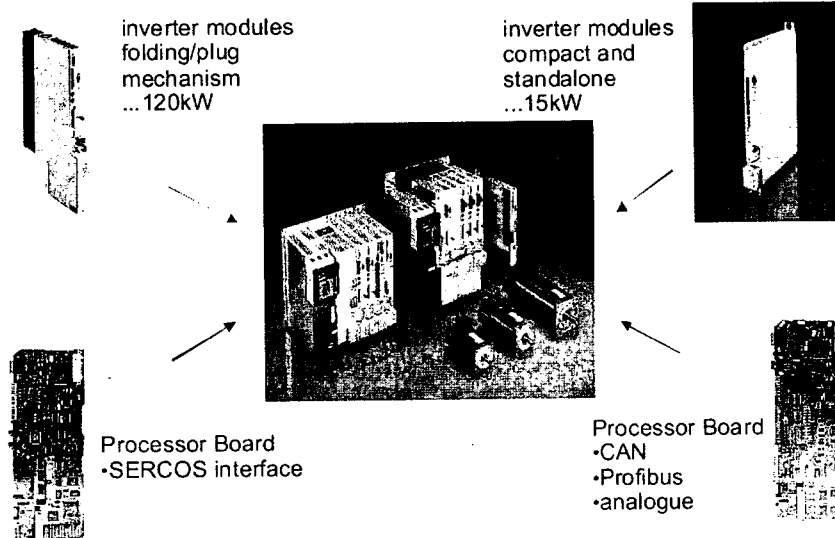 inverter modules
folding/plug
mechanism
...120kW
inverter modules
compact and
standalone
...15kW
Processor Board
•SERCOS interface
Processor Board
•CAN
•Profibus
•analogue